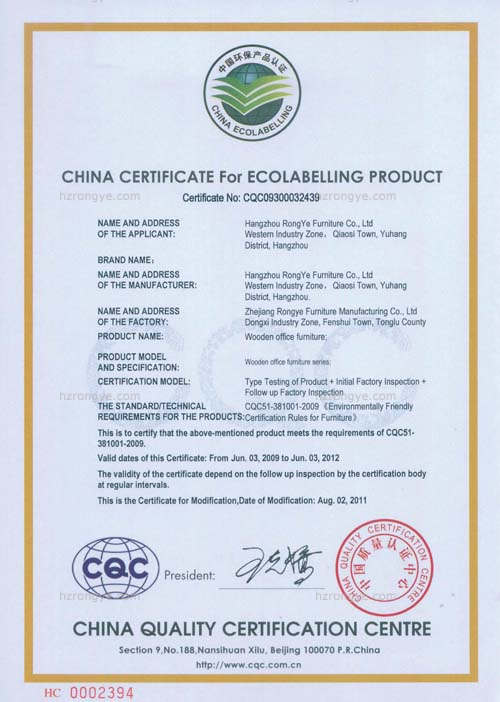 中国环保产品认证
CHINA ECOLABELLING
CHINA CERTIFICATE For ECOLABELLING PRODUCT
hzrongye.com hzrongye.com
Certificate No: CQC09300032439
NAME AND ADDRESS Hangzhou RongYe Furniture Co., Ltd
OF THE APPLICANT: Western Industry Zone， Qiaosi Town, Yuhang
District, Hangzhou
BRAND NAME:
NAME AND ADDRESS Hangzhou RongYe Furniture Co., Ltd
OF THE MANUFACTURER: Western Industry Zone， Qiaosi Town, Yuhang
District, Hangzhou.
NAME AND ADDRESS Zhejiang Rongye Furniture Manufacturing Co., Ltd
OF THE FACTORY: Dongxi Industry Zone, Fenshui Town, Tonglu County
PRODUCT NAME: Wooden office furniture:
CQC
PRODUCT MODEL
AND SPECIFICATION: Wooden office furniture series:
CERTIFICATION MODEL: Type Testing of Product + Initial Factory Inspection +
Follow up Factory Inspection
hzrongye.com hzrongye.com
THE STANDARD/TECHNICAL CQC51-381001-2009《Environmentally Friendly
REQUIREMENTS FOR THE PRODUCTS: Certification Rules for Furniture》
This is to certify that the above-mentioned product meets the requirements of CQC51-
381001-2009.
Valid dates of this Certificate: From Jun. 03, 2009 to Jun. 03, 2012
The validity of the certificate depend on the follow up inspection by the certification body
at regular intervals.
This is the Certificate for Modification,Date of Modification: Aug. 02, 2011
CQC
President:
CHINA QUALITY CERTIFICATION CENTRE
中国质量认证中心
hzrongye.com hzrongye.com
CHINA QUALITY CERTIFICATION CENTRE
Section 9,No.188,Nansihuan Xilu, Beijing 100070 P.R.China
http://www.cqc.com.cn
HC 0002394